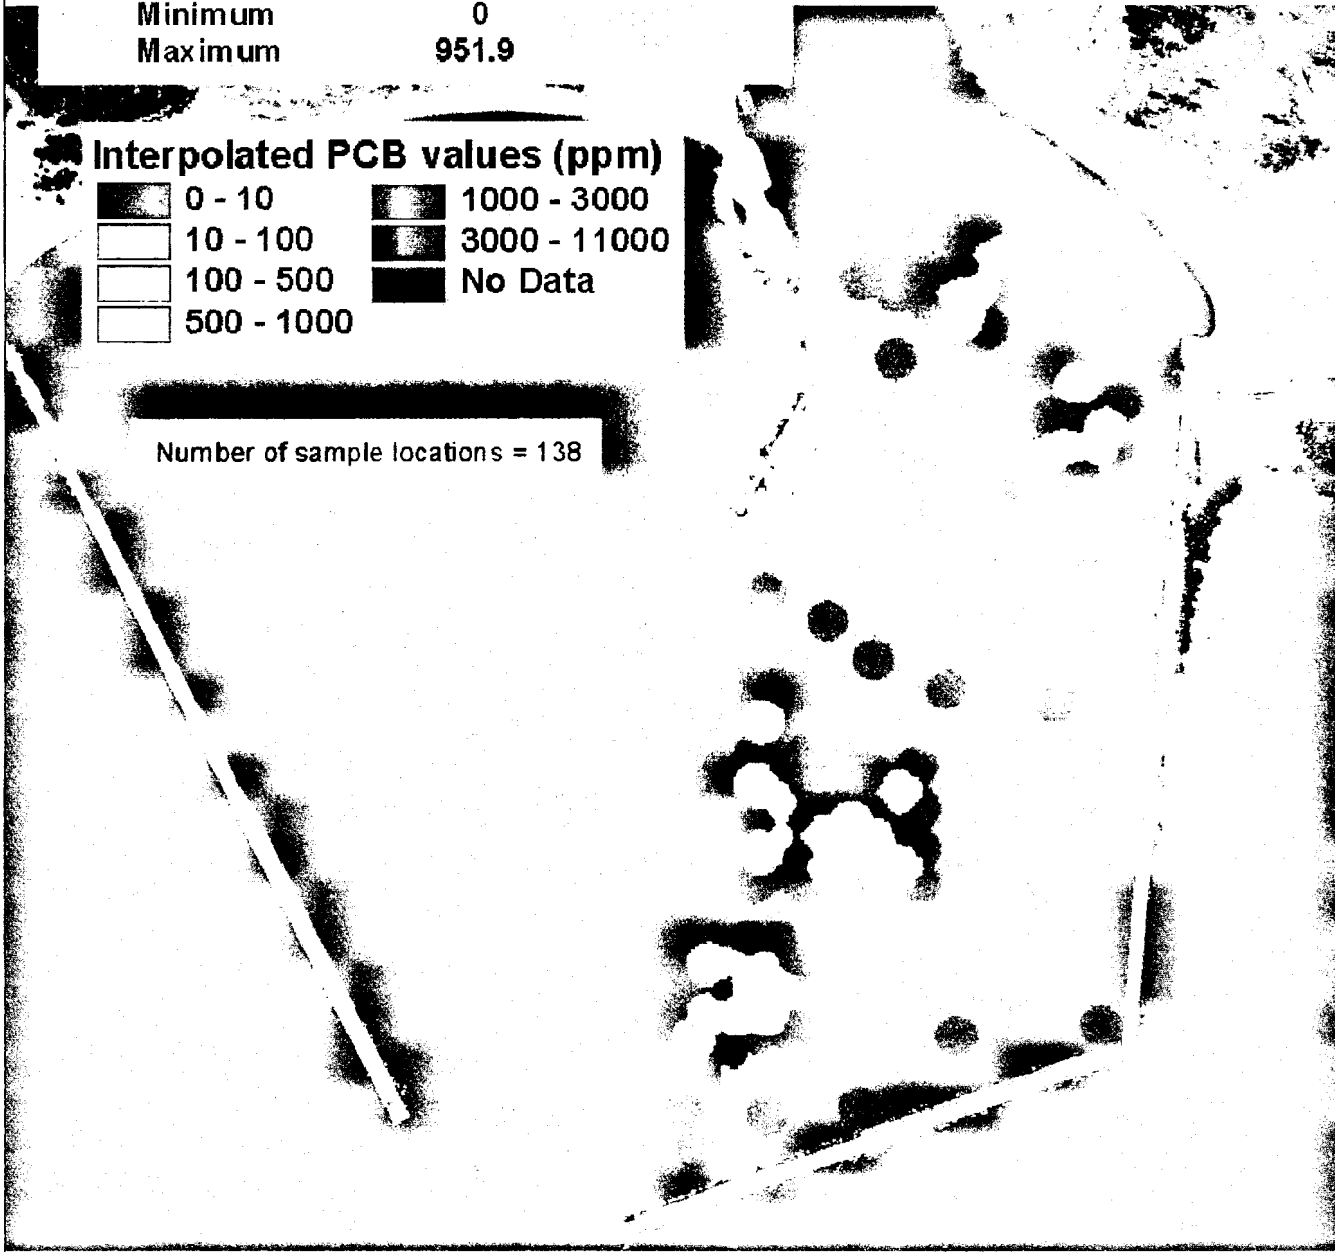 Minimum 0
Maximum 951.9
Interpolated PCB values (ppm)
0 - 10 1000 - 3000
10 - 100 3000 - 11000
100 - 500 No Data
500 - 1000
Number of sample locations = 138